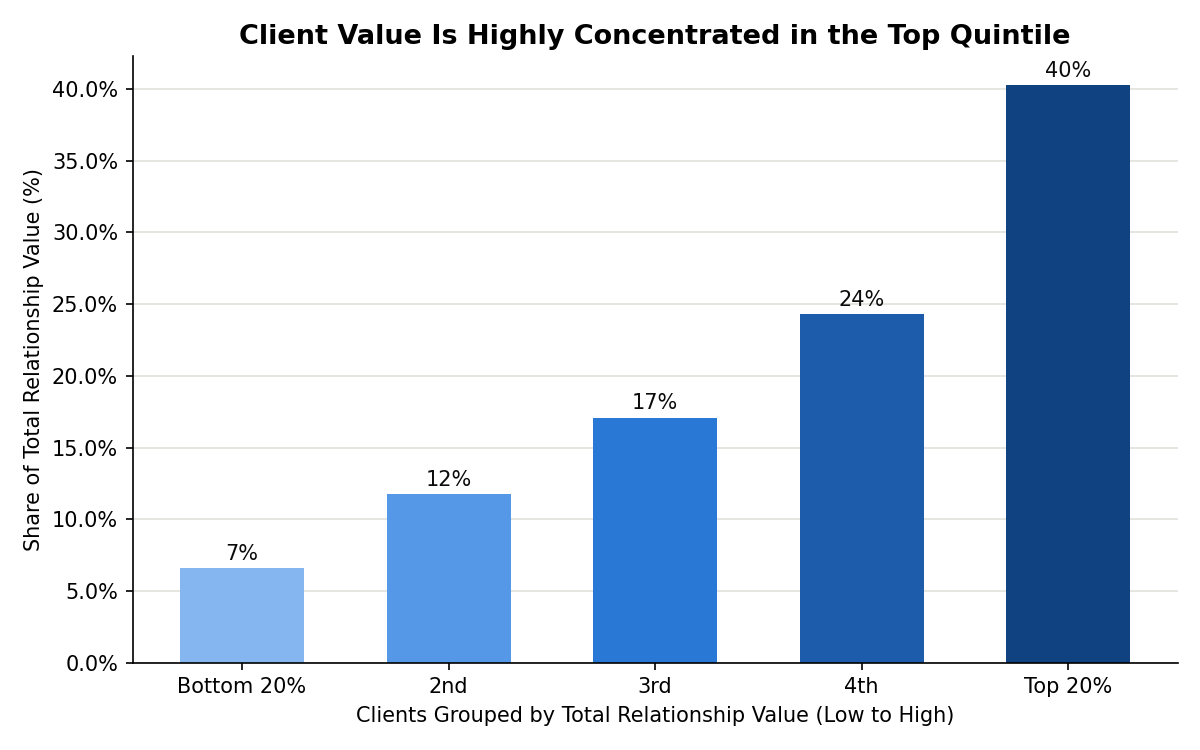 Client Value Is Highly Concentrated in the Top Quintile
Share of Total Relationship Value (%)
40.0%
35.0%
30.0%
25.0%
20.0%
15.0%
10.0%
5.0%
0.0%
7%
12%
17%
24%
40%
Bottom 20%
2nd
3rd
4th
Top 20%
Clients Grouped by Total Relationship Value (Low to High)